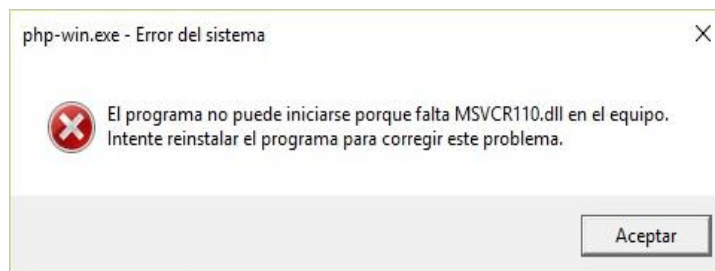 php-win.exe - Error del sistema
El programa no puede iniciarse porque falta MSVCR110.dll en el equipo.
Intente reinstalar el programa para corregir este problema.
Aceptar